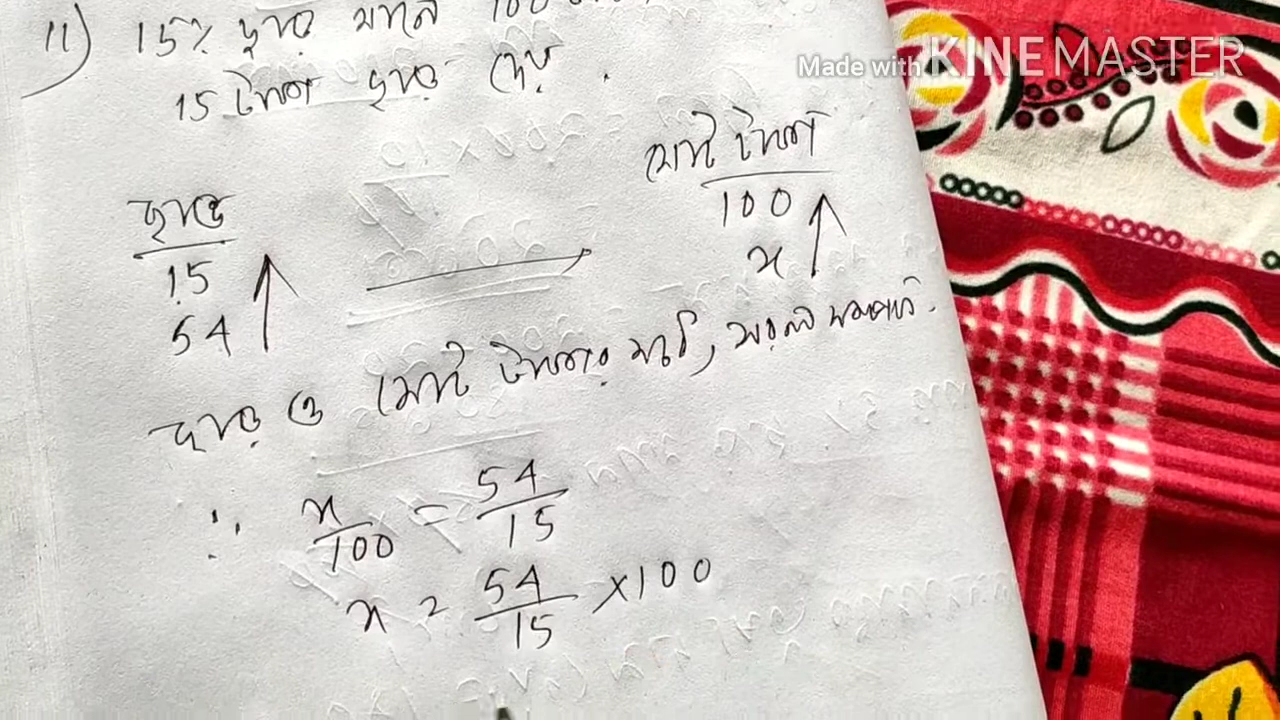 11) 15% ছাড় মানে 100
15 টাকা ছাড় দেয়.
Made with KINEMASTER
ছাড় মোট টাকা
15 100
54 x
ছাড় ও মোট টাকার মধ্যে, সরল সম্পর্ক.
∴ x/100 = 54/15
x = 54/15 × 100